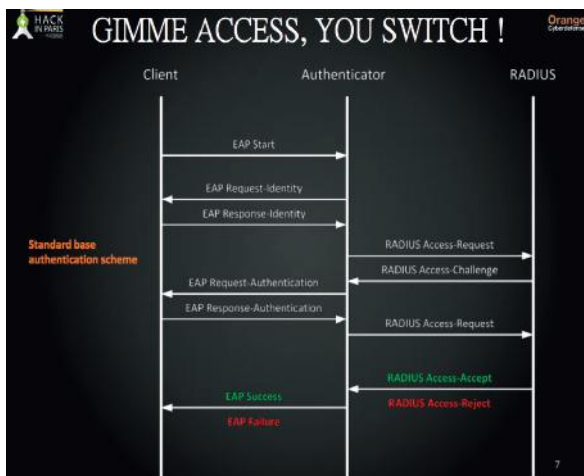 HACK
IN PARIS
GIMME ACCESS, YOU SWITCH !
Orange
Cyberdefense
Client
Authenticator
RADIUS
EAP Start
EAP Request-Identity
EAP Response-Identity
Standard base
authentication scheme
RADIUS Access-Request
RADIUS Access-Challenge
EAP Request-Authentication
EAP Response-Authentication
RADIUS Access-Request
RADIUS Access-Accept
EAP Success
RADIUS Access-Reject
EAP Failure
7